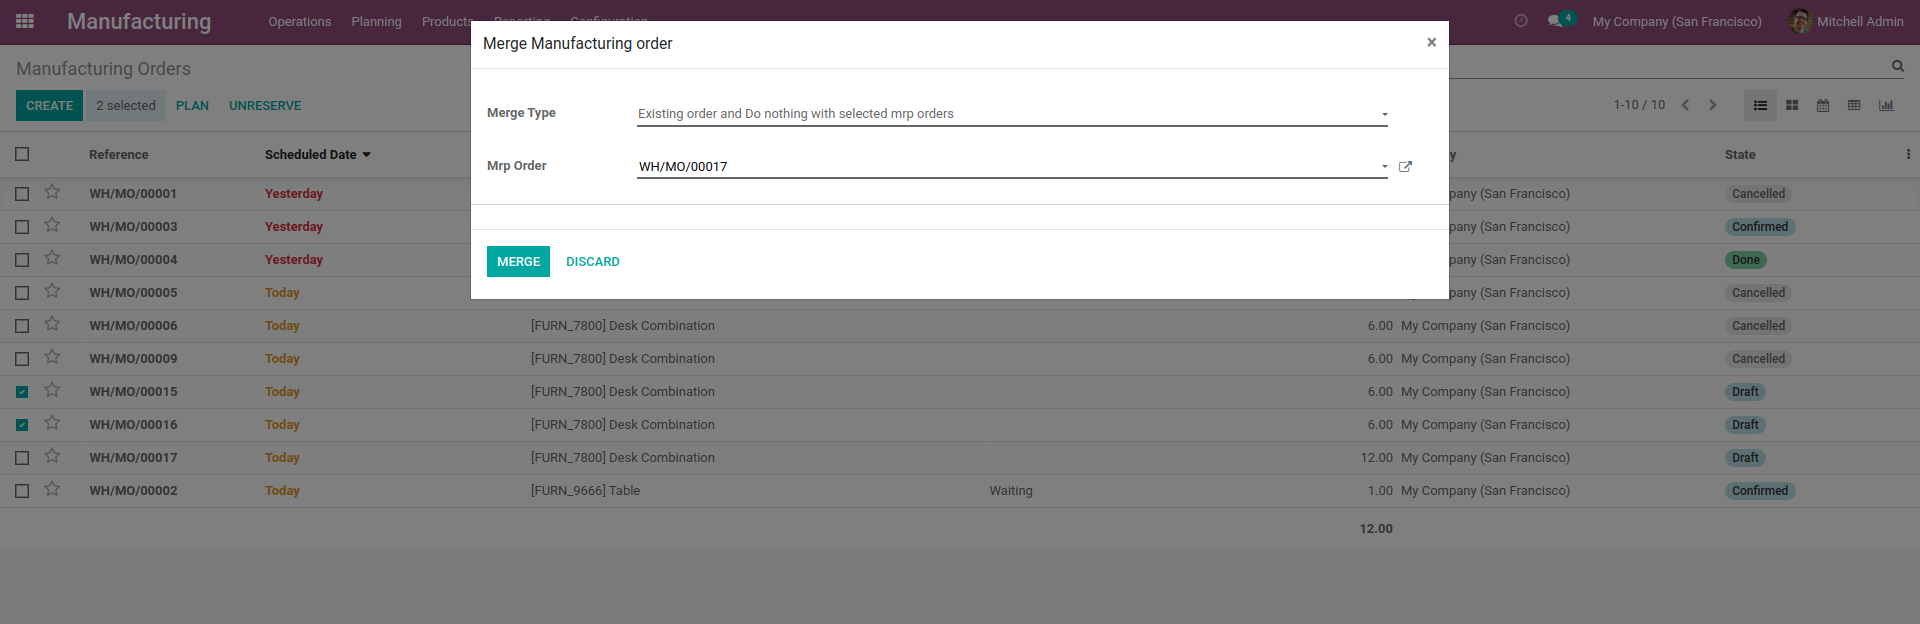 Manufacturing Operations Planning Products Reporting Configuration 4 My Company (San Francisco) Mitchell Admin
Merge Manufacturing order ×
Manufacturing Orders
CREATE 2 selected PLAN UNRESERVE 1-10 / 10
Merge Type Existing order and Do nothing with selected mrp orders
Mrp Order WH/MO/00017
MERGE DISCARD
Reference Scheduled Date y State
WH/MO/00001 Yesterday pany (San Francisco) Cancelled
WH/MO/00003 Yesterday pany (San Francisco) Confirmed
WH/MO/00004 Yesterday pany (San Francisco) Done
WH/MO/00005 Today pany (San Francisco) Cancelled
WH/MO/00006 Today [FURN_7800] Desk Combination 6.00 My Company (San Francisco) Cancelled
WH/MO/00009 Today [FURN_7800] Desk Combination 6.00 My Company (San Francisco) Cancelled
WH/MO/00015 Today [FURN_7800] Desk Combination 6.00 My Company (San Francisco) Draft
WH/MO/00016 Today [FURN_7800] Desk Combination 6.00 My Company (San Francisco) Draft
WH/MO/00017 Today [FURN_7800] Desk Combination 12.00 My Company (San Francisco) Draft
WH/MO/00002 Today [FURN_9666] Table Waiting 1.00 My Company (San Francisco) Confirmed
12.00